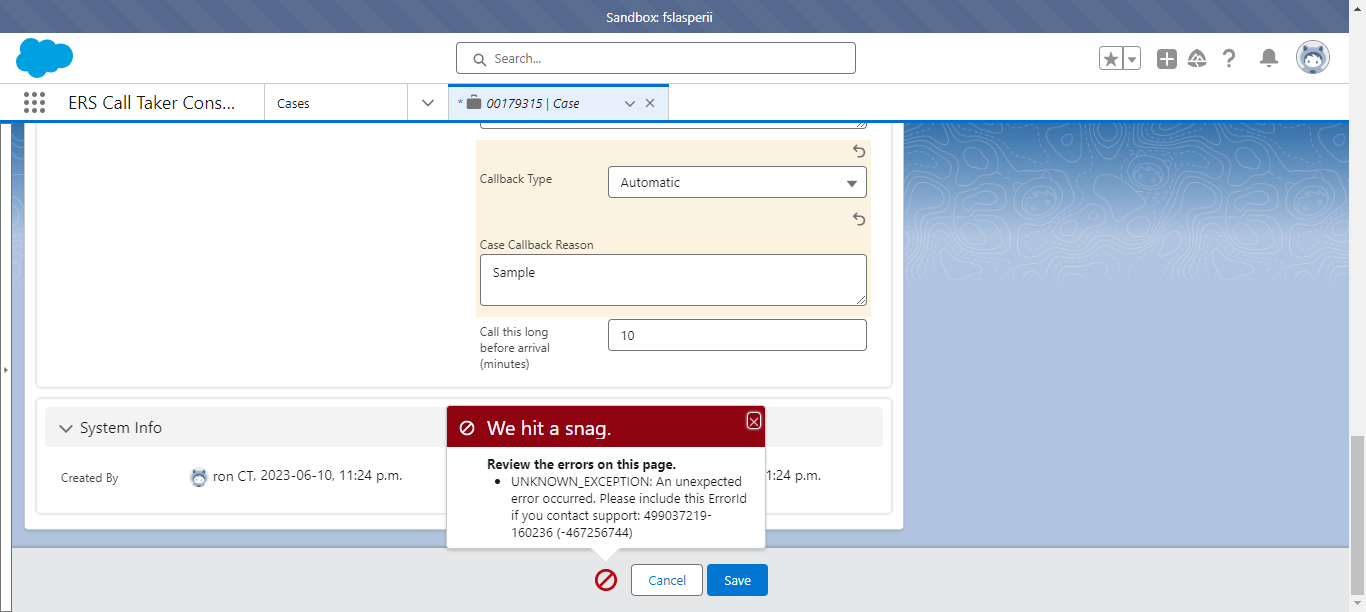 Sandbox: fslasperii
Search...
ERS Call Taker Cons...
Cases
* 00179315 | Case
Callback Type
Automatic
Case Callback Reason
Sample
Call this long
before arrival
(minutes)
10
System Info
Created By
ron CT, 2023-06-10, 11:24 p.m.
1:24 p.m.
We hit a snag.
Review the errors on this page.
• UNKNOWN_EXCEPTION: An unexpected
error occurred. Please include this ErrorId
if you contact support: 499037219-
160236 (-467256744)
Cancel
Save